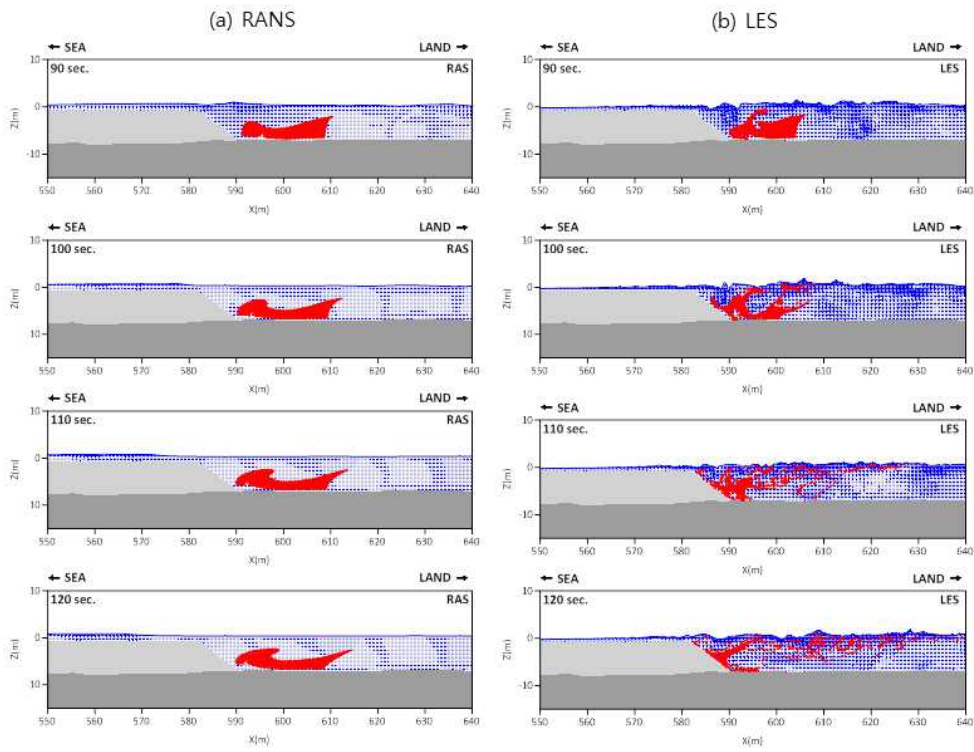 (a) RANS
(b) LES
← SEA LAND →
90 sec. RAS
10
0
-10
Z(m)
550 560 570 580 590 600 610 620 630 640
X(m)
← SEA LAND →
90 sec. LES
10
0
-10
Z(m)
550 560 570 580 590 600 610 620 630 640
X(m)
← SEA LAND →
100 sec. RAS
10
0
10
Z(m)
550 560 570 580 590 600 610 620 630 640
X(m)
← SEA LAND →
100 sec. LES
10
0
10
Z(m)
550 560 570 580 590 600 610 620 630 640
X(m)
← SEA LAND →
110 sec. RAS
10
0
10
Z(m)
550 560 570 580 590 600 610 620 630 640
X(m)
← SEA LAND →
110 sec. LES
10
0
-10
Z(m)
550 560 570 580 590 600 610 620 630 640
X(m)
← SEA LAND →
120 sec. RAS
10
0
10
Z(m)
550 560 570 580 590 600 610 620 630 640
X(m)
← SEA LAND →
120 sec. LES
10
0
-10
Z(m)
550 560 570 580 590 600 610 620 630 640
X(m)